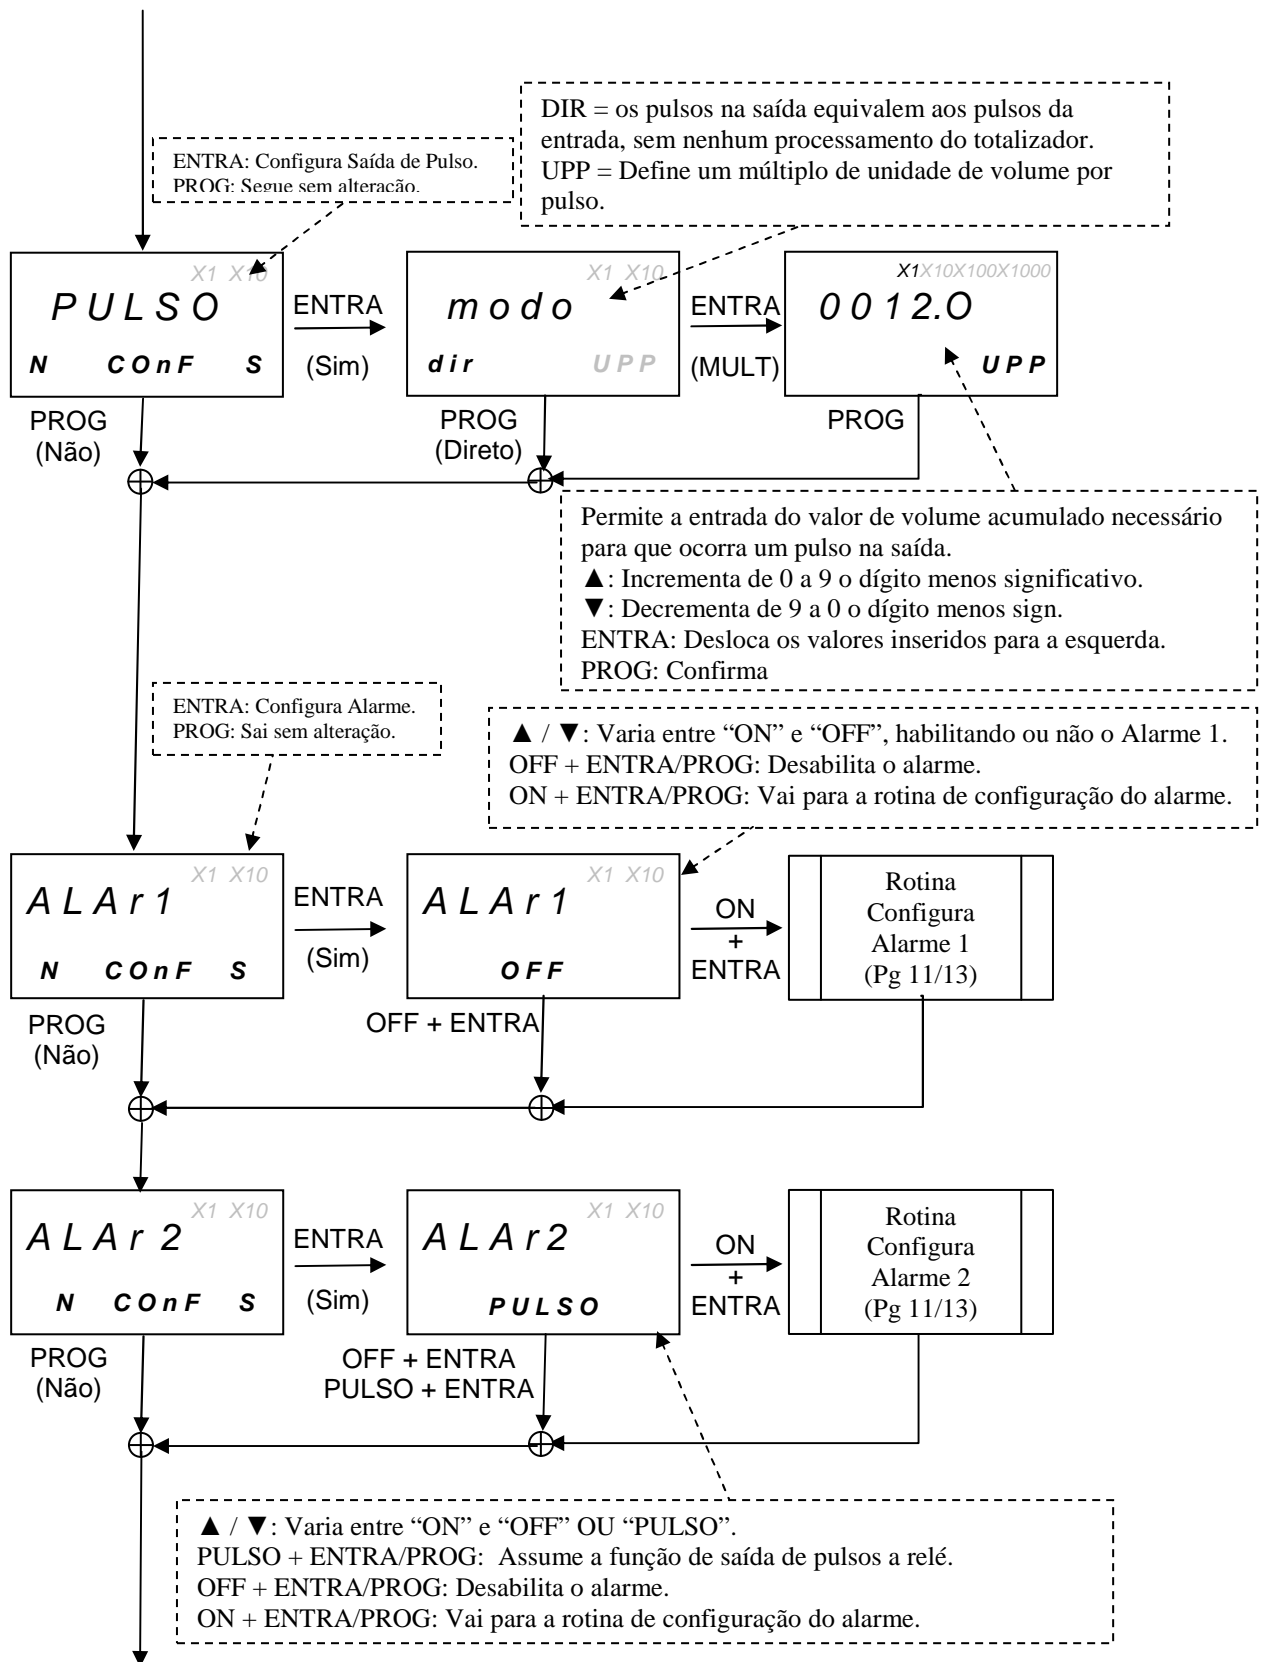 DIR = os pulsos na saída equivalem aos pulsos da
entrada, sem nenhum processamento do totalizador.
UPP = Define um múltiplo de unidade de volume por
pulso.
ENTRA: Configura Saída de Pulso.
PROG: Segue sem alteração.
X1 X10
PULSO
N COnF S
ENTRA
(Sim)
X1 X10
modo
dir UPP
ENTRA
(MULT)
X1X10X100X1000
0012.O
UPP
PROG
(Não)
PROG
(Direto)
PROG
Permite a entrada do valor de volume acumulado necessário
para que ocorra um pulso na saída.
▲: Incrementa de 0 a 9 o dígito menos significativo.
▼: Decrementa de 9 a 0 o dígito menos sign.
ENTRA: Desloca os valores inseridos para a esquerda.
PROG: Confirma
ENTRA: Configura Alarme.
PROG: Sai sem alteração.
▲ / ▼: Varia entre “ON” e “OFF”, habilitando ou não o Alarme 1.
OFF + ENTRA/PROG: Desabilita o alarme.
ON + ENTRA/PROG: Vai para a rotina de configuração do alarme.
X1 X10
ALAr1
N COnF S
ENTRA
(Sim)
X1 X10
ALAr1
OFF
ON
+
ENTRA
Rotina
Configura
Alarme 1
(Pg 11/13)
PROG
(Não)
OFF + ENTRA
X1 X10
ALAr 2
N COnF S
ENTRA
(Sim)
X1 X10
ALAr2
PULSO
ON
+
ENTRA
Rotina
Configura
Alarme 2
(Pg 11/13)
PROG
(Não)
OFF + ENTRA
PULSO + ENTRA
▲ / ▼: Varia entre “ON” e “OFF” OU “PULSO”.
PULSO + ENTRA/PROG: Assume a função de saída de pulsos a relé.
OFF + ENTRA/PROG: Desabilita o alarme.
ON + ENTRA/PROG: Vai para a rotina de configuração do alarme.